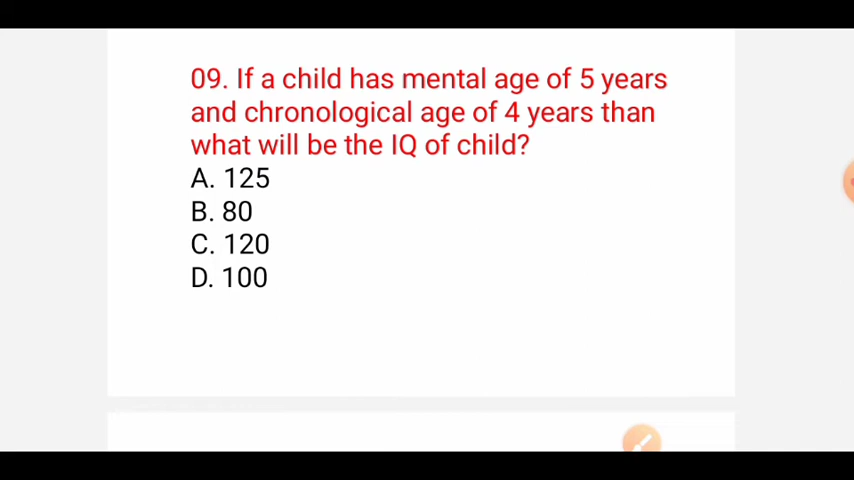 09. If a child has mental age of 5 years
and chronological age of 4 years than
what will be the IQ of child?
A. 125
B. 80
C. 120
D. 100